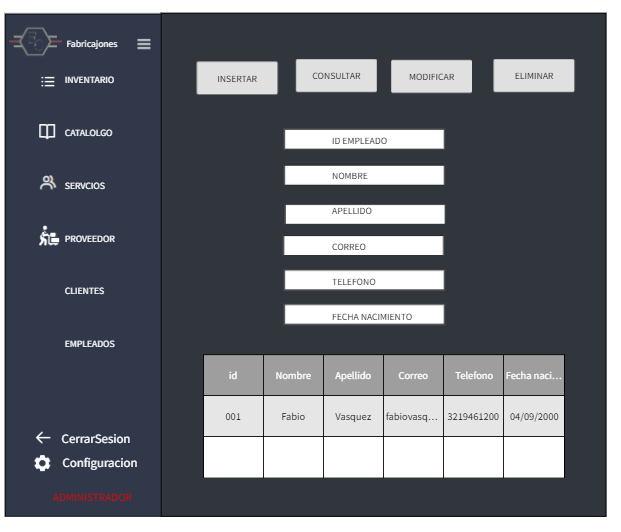 Fabricajones
INVENTARIO
CATALOLGO
SERVCIOS
PROVEEDOR
CLIENTES
EMPLEADOS
CerrarSesion
Configuracion
ADMINISTRADOR
INSERTAR CONSULTAR MODIFICAR ELIMINAR
ID EMPLEADO
NOMBRE
APELLIDO
CORREO
TELEFONO
FECHA NACIMIENTO
id Nombre Apellido Correo Telefono Fecha naci...
001 Fabio Vasquez fabiovasq... 3219461200 04/09/2000